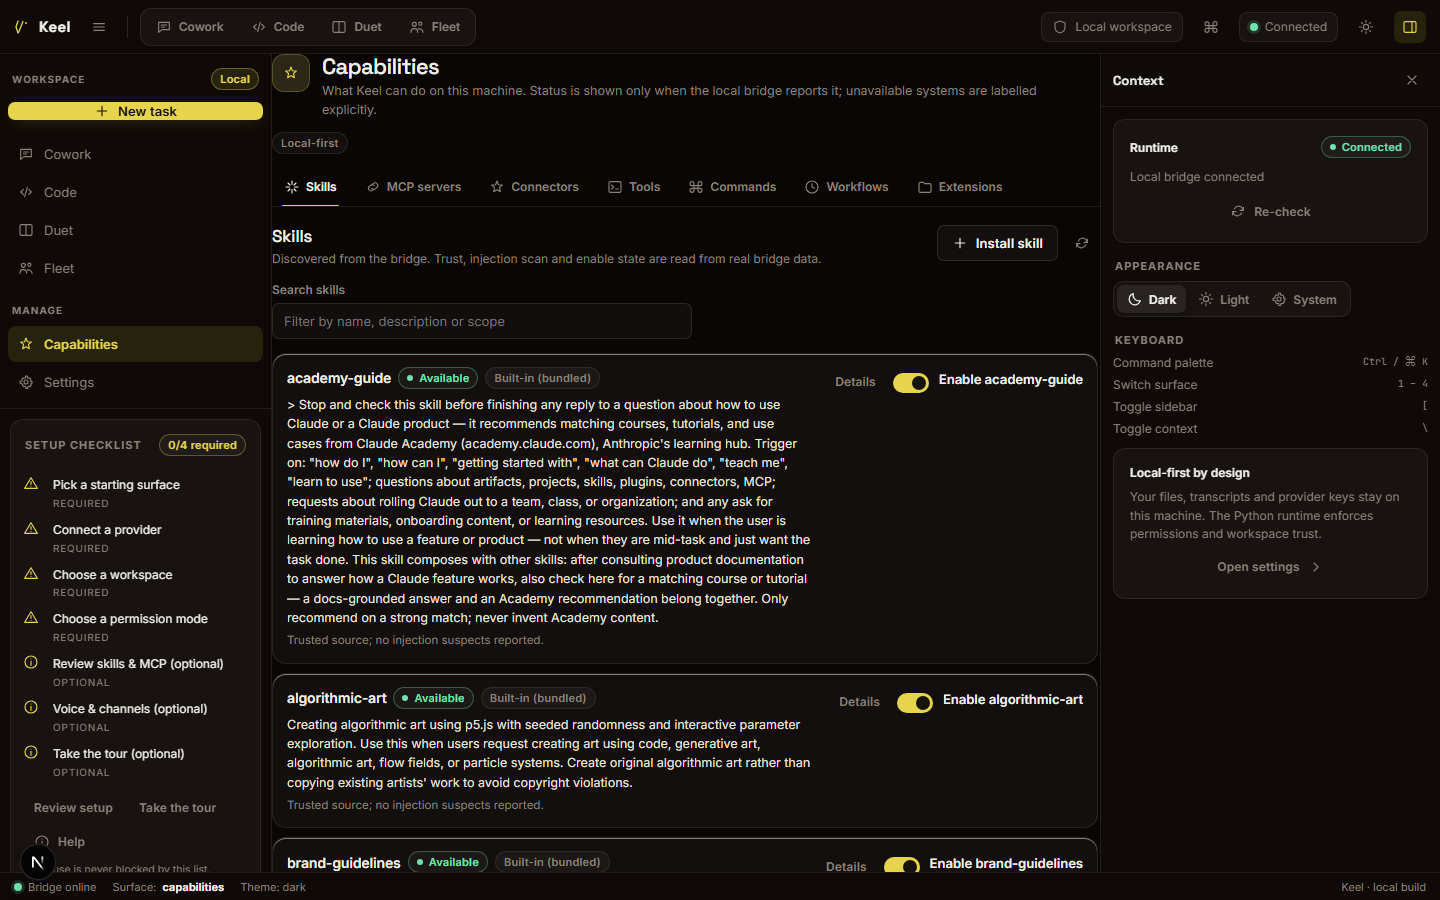 Keel
Cowork
Code
Duet
Fleet
Local workspace
Connected
WORKSPACE
Local
New task
Cowork
Code
Duet
Fleet
MANAGE
Capabilities
Settings
SETUP CHECKLIST
0/4 required
Pick a starting surface
REQUIRED
Connect a provider
REQUIRED
Choose a workspace
REQUIRED
Choose a permission mode
REQUIRED
Review skills & MCP (optional)
OPTIONAL
Voice & channels (optional)
OPTIONAL
Take the tour (optional)
OPTIONAL
Review setup
Take the tour
Help
use is never blocked by this list.
N
Capabilities
What Keel can do on this machine. Status is shown only when the local bridge reports it; unavailable systems are labelled
explicitly.
Local-first
Skills
MCP servers
Connectors
Tools
Commands
Workflows
Extensions
Skills
Discovered from the bridge. Trust, injection scan and enable state are read from real bridge data.
Install skill
Search skills
Filter by name, description or scope
academy-guide
Available
Built-in (bundled)
Details
Enable academy-guide
> Stop and check this skill before finishing any reply to a question about how to use
Claude or a Claude product — it recommends matching courses, tutorials, and use
cases from Claude Academy (academy.claude.com), Anthropic's learning hub. Trigger
on: "how do I", "how can I", "getting started with", "what can Claude do", "teach me",
"learn to use"; questions about artifacts, projects, skills, plugins, connectors, MCP;
requests about rolling Claude out to a team, class, or organization; and any ask for
training materials, onboarding content, or learning resources. Use it when the user is
learning how to use a feature or product — not when they are mid-task and just want the
task done. This skill composes with other skills: after consulting product documentation
to answer how a Claude feature works, also check here for a matching course or tutorial
— a docs-grounded answer and an Academy recommendation belong together. Only
recommend on a strong match; never invent Academy content.
Trusted source; no injection suspects reported.
algorithmic-art
Available
Built-in (bundled)
Details
Enable algorithmic-art
Creating algorithmic art using p5.js with seeded randomness and interactive parameter
exploration. Use this when users request creating art using code, generative art,
algorithmic art, flow fields, or particle systems. Create original algorithmic art rather than
copying existing artists' work to avoid copyright violations.
Trusted source; no injection suspects reported.
brand-guidelines
Available
Built-in (bundled)
Details
Enable brand-guidelines
Context
Runtime
Connected
Local bridge connected
Re-check
APPEARANCE
Dark
Light
System
KEYBOARD
Command palette
Ctrl / ⌘ K
Switch surface
1 – 4
Toggle sidebar
[
Toggle context
\
Local-first by design
Your files, transcripts and provider keys stay on
this machine. The Python runtime enforces
permissions and workspace trust.
Open settings
Bridge online
Surface: capabilities
Theme: dark
Keel · local build